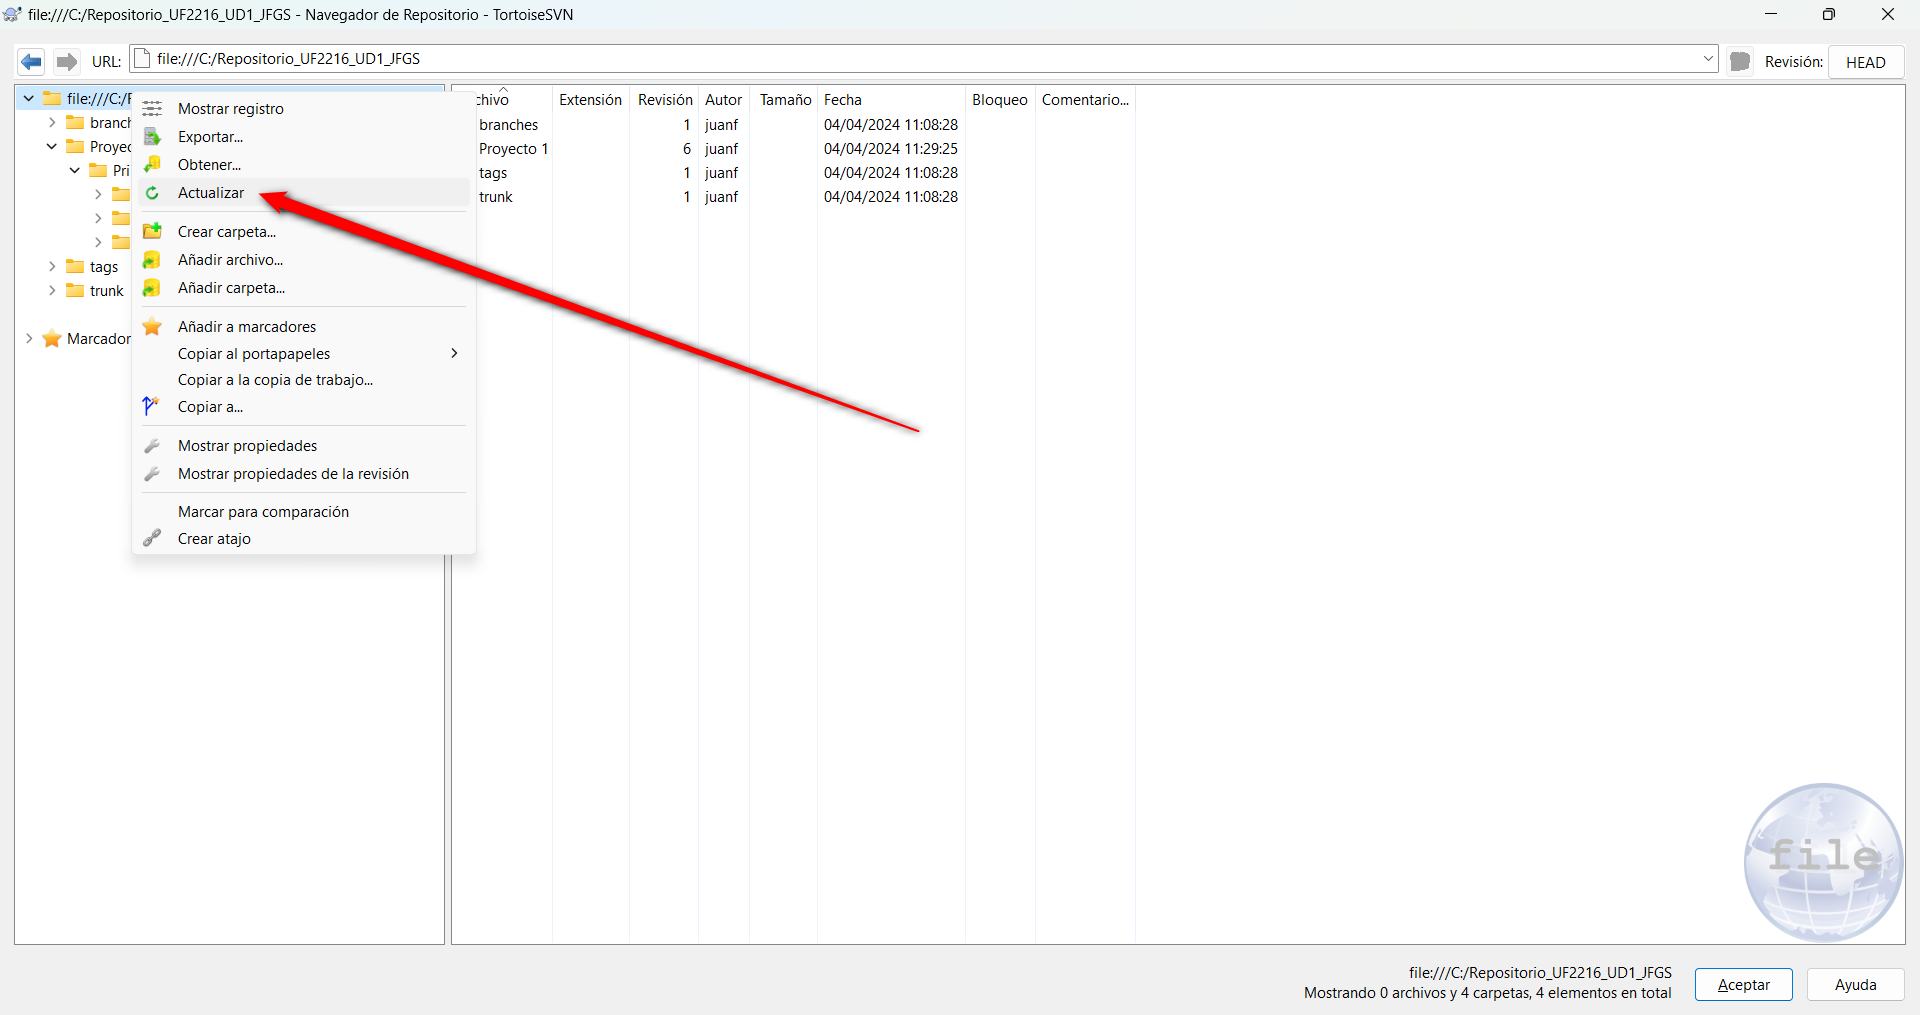 file:///C:/Repositorio_UF2216_UD1_JFGS - Navegador de Repositorio - TortoiseSVN
URL: file:///C:/Repositorio_UF2216_UD1_JFGS Revisión: HEAD
file:///C:/
branch
Proyec
Pri
tags
trunk
Marcador
Mostrar registro
Exportar...
Obtener...
Actualizar
Crear carpeta...
Añadir archivo...
Añadir carpeta...
Añadir a marcadores
Copiar al portapapeles
Copiar a la copia de trabajo...
Copiar a...
Mostrar propiedades
Mostrar propiedades de la revisión
Marcar para comparación
Crear atajo
chivo Extensión Revisión Autor Tamaño Fecha Bloqueo Comentario...
branches 1 juanf 04/04/2024 11:08:28
Proyecto 1 6 juanf 04/04/2024 11:29:25
tags 1 juanf 04/04/2024 11:08:28
trunk 1 juanf 04/04/2024 11:08:28
file
file:///C:/Repositorio_UF2216_UD1_JFGS
Mostrando 0 archivos y 4 carpetas, 4 elementos en total
Aceptar Ayuda